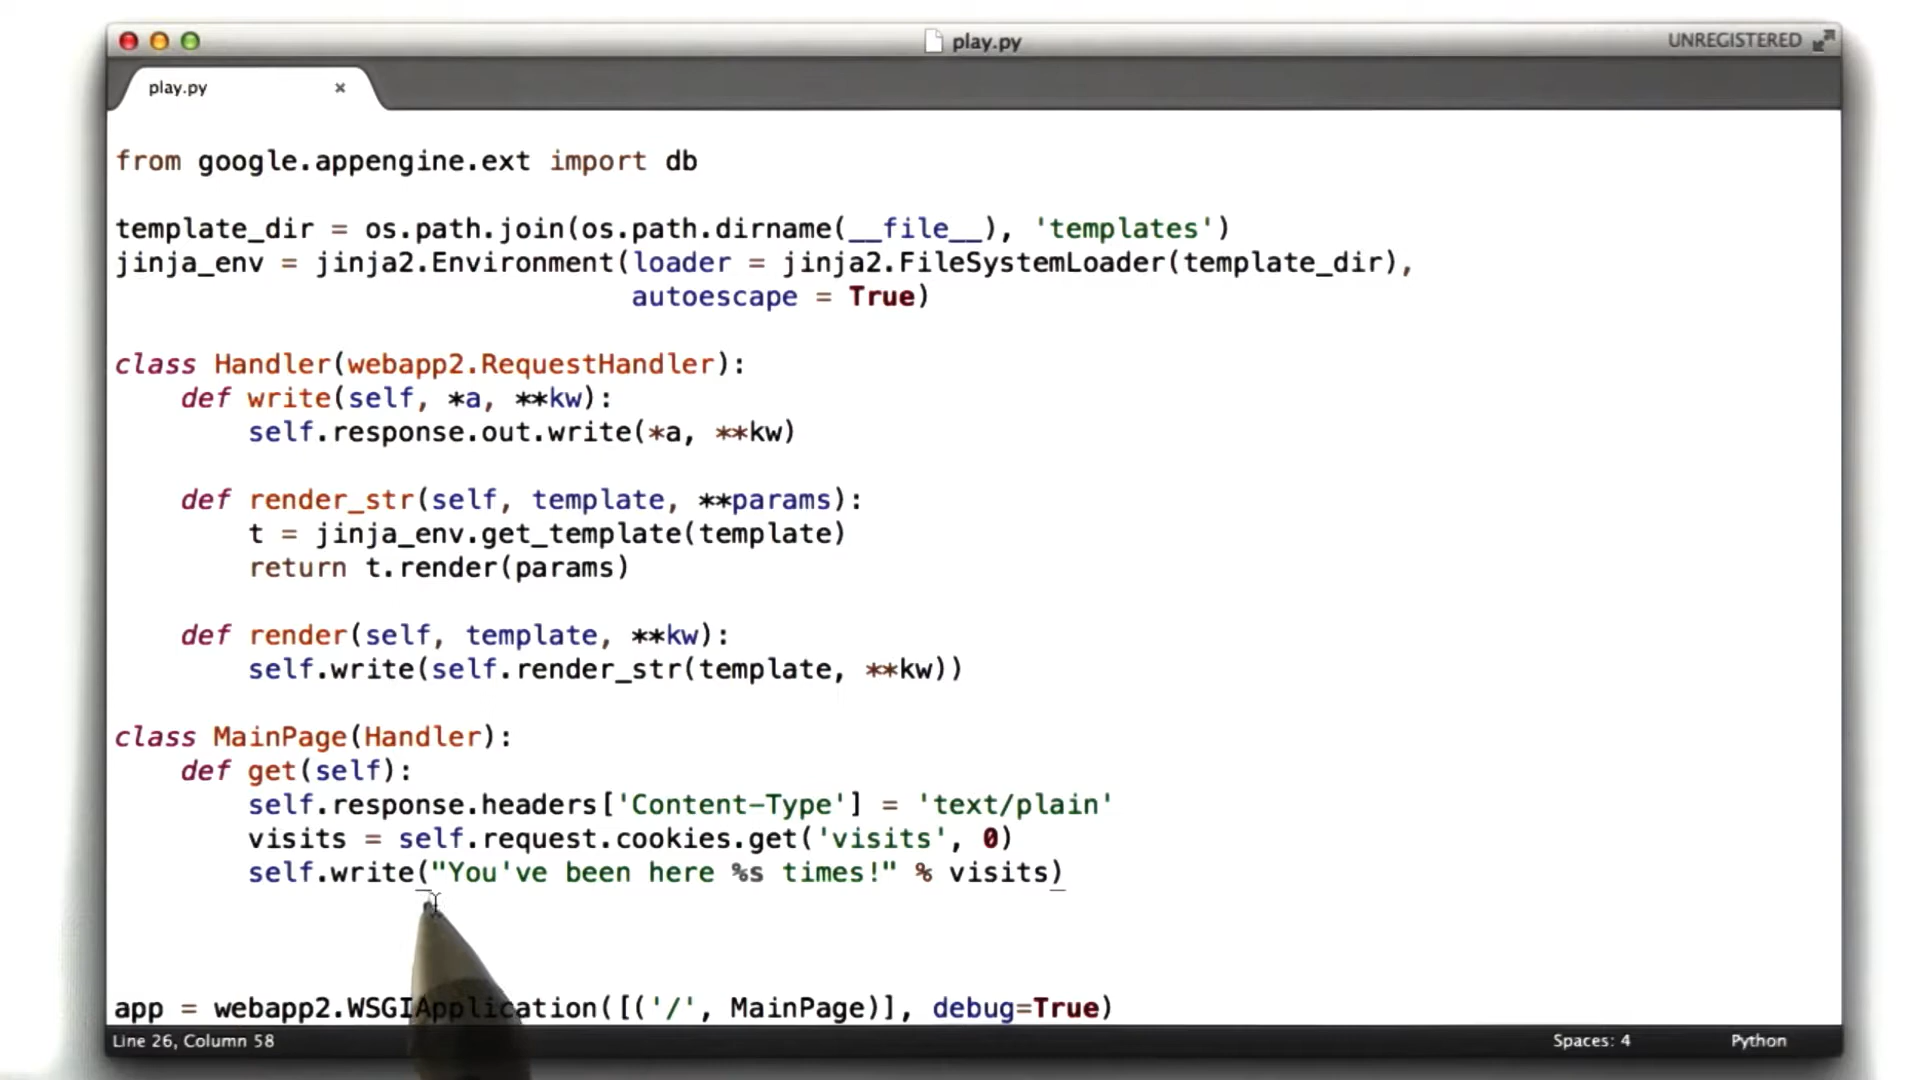 play.py
UNREGISTERED
play.py
from google.appengine.ext import db
template_dir = os.path.join(os.path.dirname(__file__), 'templates')
jinja_env = jinja2.Environment(loader = jinja2.FileSystemLoader(template_dir),
autoescape = True)
class Handler(webapp2.RequestHandler):
def write(self, *a, **kw):
self.response.out.write(*a, **kw)
def render_str(self, template, **params):
t = jinja_env.get_template(template)
return t.render(params)
def render(self, template, **kw):
self.write(self.render_str(template, **kw))
class MainPage(Handler):
def get(self):
self.response.headers['Content-Type'] = 'text/plain'
visits = self.request.cookies.get('visits', 0)
self.write("You've been here %s times!" % visits)
app = webapp2.WSGIApplication([('/', MainPage)], debug=True)
Line 26, Column 58
Spaces: 4
Python